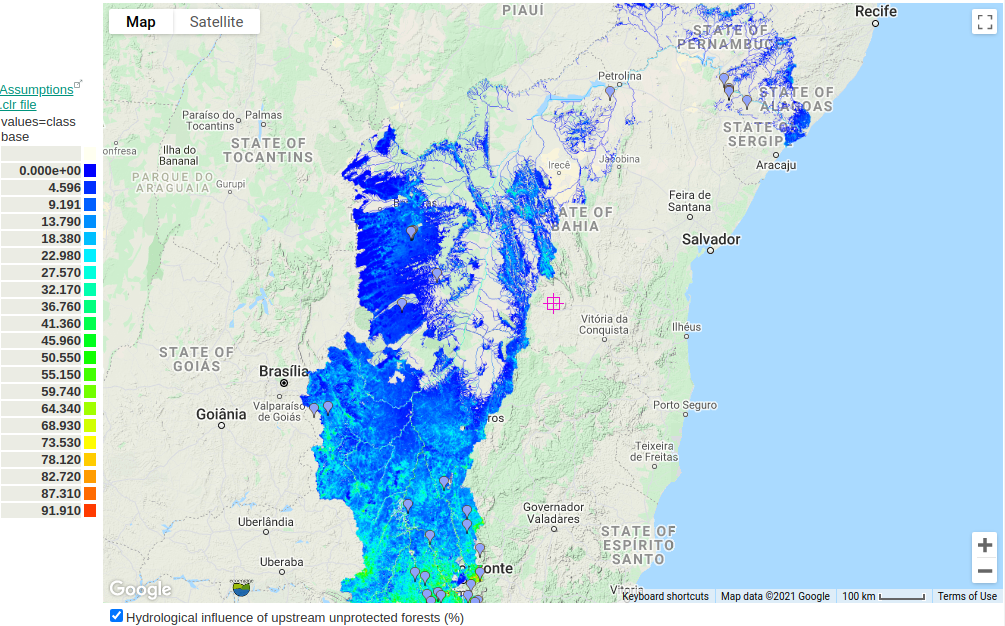 Map Satellite
PIAUÍ
Recife
STATE OF
PERNAMBUCO
Petrolina
STATE OF
ALAGOAS
Assumptions
.clr file
values=class
base
Paraíso do
Tocantins
Palmas
STATE OF
TOCANTINS
STATE OF
SERGIPE
Ilha do
Bananal
Irecê
Jacobina
Aracaju
PARQUE DO
ARAGUAIA
Gurupi
Feira de
Santana
STATE OF
BAHIA
Salvador
0.000e+00
4.596
9.191
13.790
18.380
22.980
27.570
32.170
36.760
41.360
45.960
50.550
55.150
59.740
64.340
68.930
73.530
78.120
82.720
87.310
91.910
Vitória da
Conquista
Ilhéus
STATE OF
GOIÁS
Brasília
Valparaíso
de Goiás
Goiânia
ros
Porto Seguro
Teixeira
de Freitas
Governador
Valadares
Uberlândia
STATE OF
ESPÍRITO
SANTO
Uberaba
onte
Google
Keyboard shortcuts Map data ©2021 Google 100 km Terms of Use
Hydrological influence of upstream unprotected forests (%)